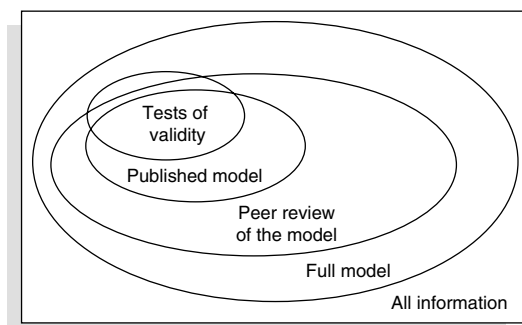 Tests of
validity
Published model
Peer review
of the model
Full model
All information